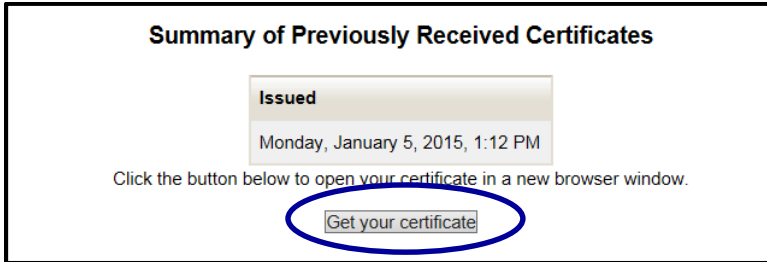 Summary of Previously Received Certificates
Issued
Monday, January 5, 2015, 1:12 PM
Click the button below to open your certificate in a new browser window.
Get your certificate